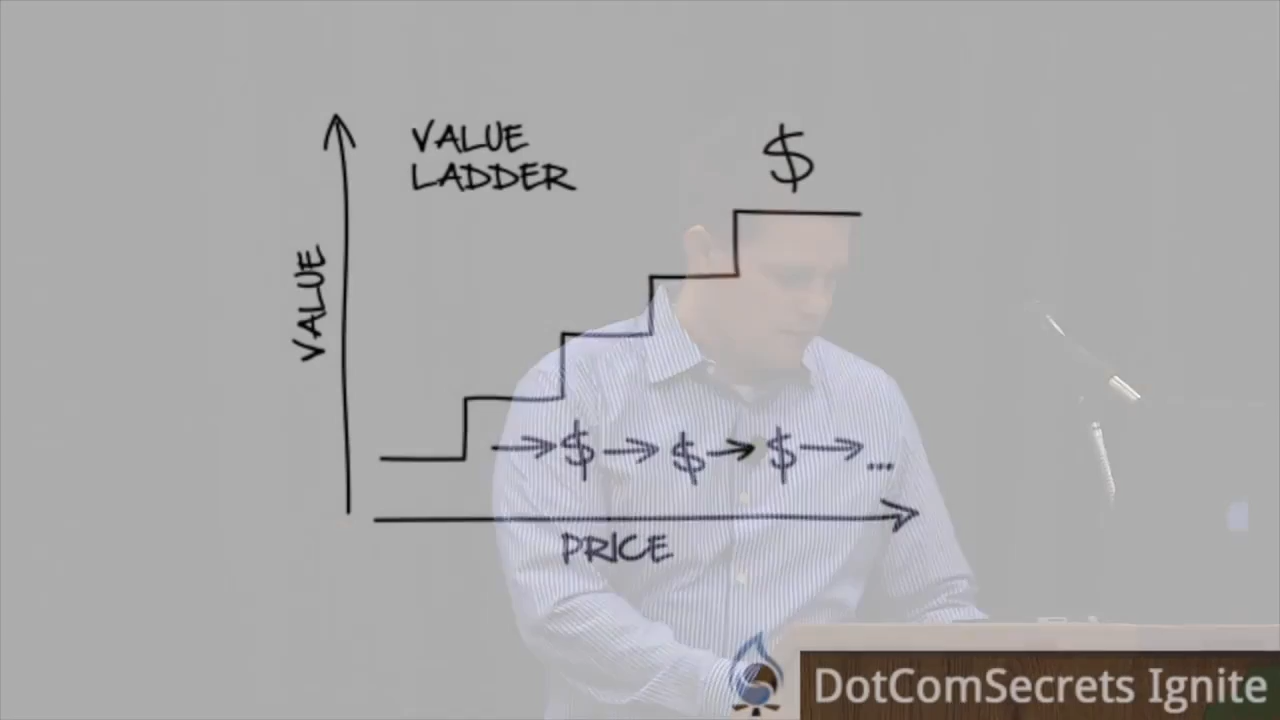 VALUE
LADDER
$
VALUE
→ $ → $ → $ → ...
PRICE
DotComSecrets Ignite